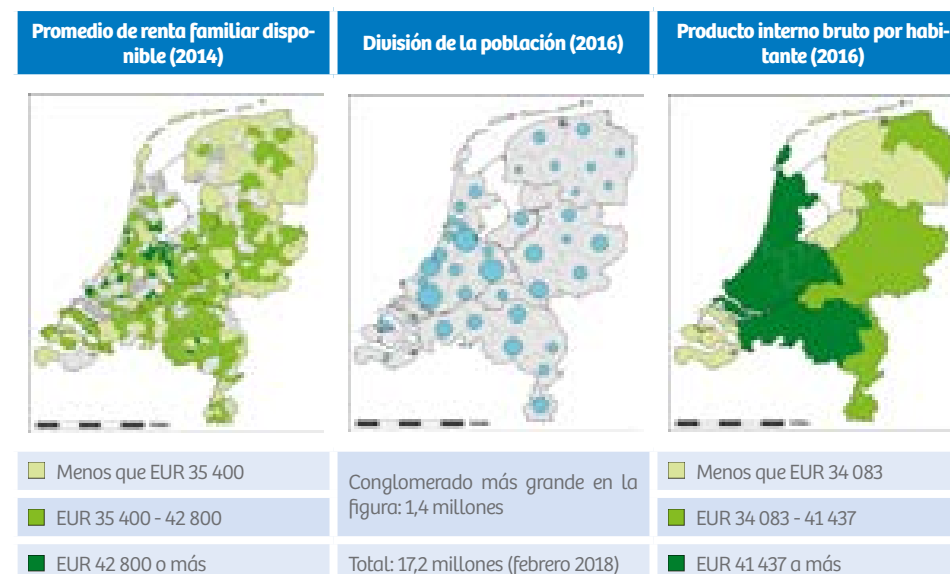 Promedio de renta familiar dispo-
nible (2014)
División de la población (2016)
Producto interno bruto por habi-
tante (2016)
Menos que EUR 35 400
EUR 35 400 - 42 800
EUR 42 800 o más
Conglomerado más grande en la
figura: 1,4 millones
Total: 17,2 millones (febrero 2018)
Menos que EUR 34 083
EUR 34 083 - 41 437
EUR 41 437 a más